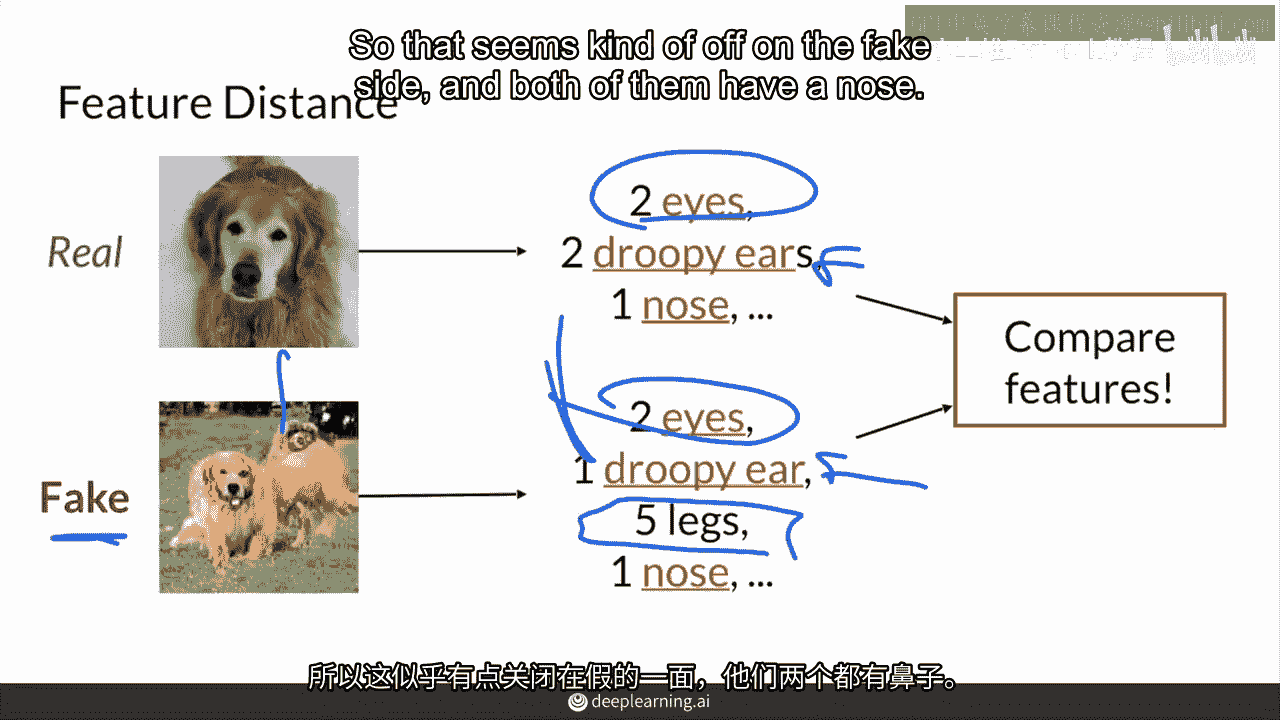 So that seems kind of off on the fake
side, and both of them have a nose.
Feature Distance
Real
2 eyes,
2 droopy ears,
1 nose, ...
Compare
features!
Fake
2 eyes,
1 droopy ear,
5 legs,
1 nose, ...
所以这似乎有点关闭在假的一面，他们两个都有鼻子。
deeplearning.ai